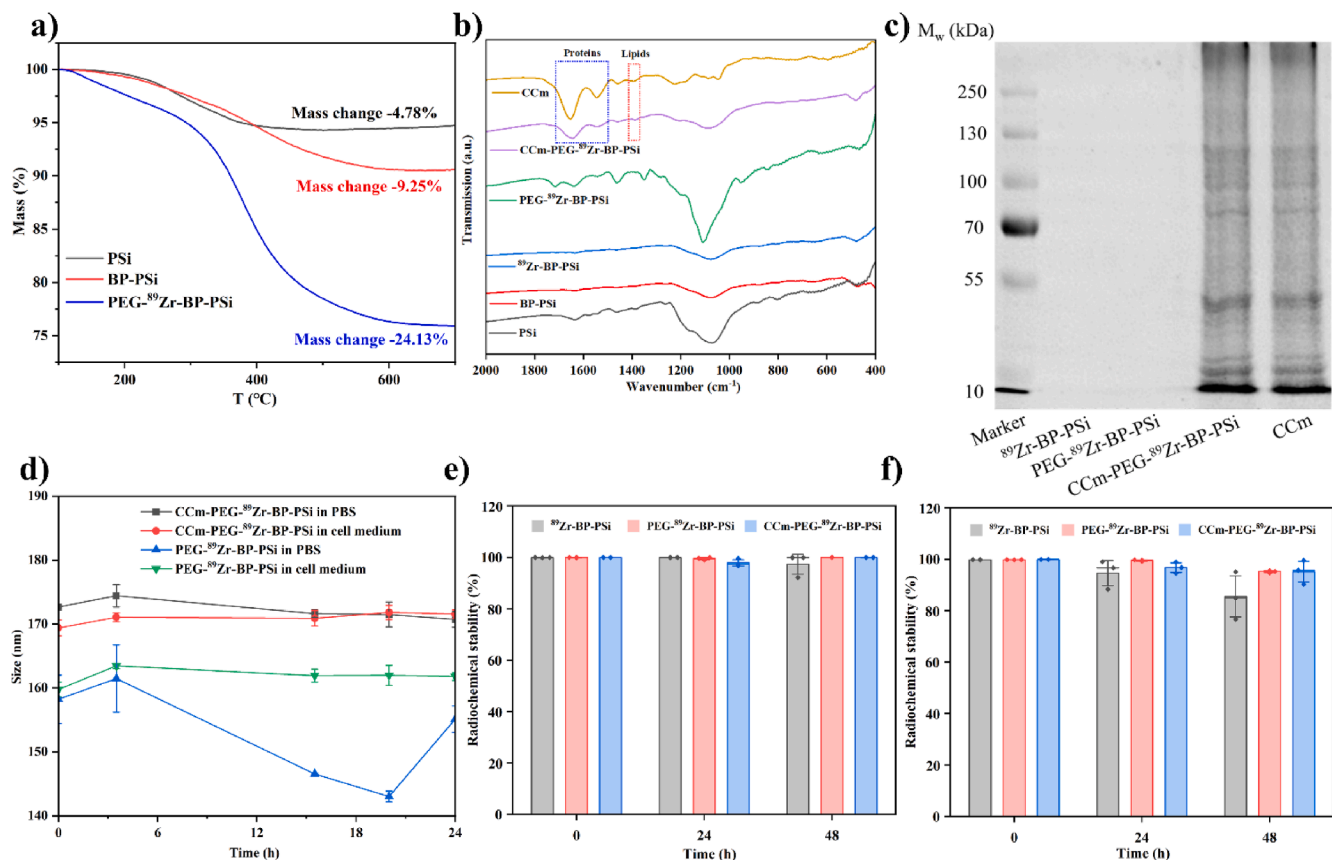 a)
100
95
90
85
80
75
Mass (%)
Mass change -4.78%
Mass change -9.25%
Mass change -24.13%
PSi
BP-PSi
PEG-⁸⁹Zr-BP-PSi
200
400
600
T (°C)
b)
Proteins
Lipids
CCm
CCm-PEG-⁸⁹Zr-BP-PSi
PEG-⁸⁹Zr-BP-PSi
⁸⁹Zr-BP-PSi
BP-PSi
PSi
Transmission (a.u.)
2000
1800
1600
1400
1200
1000
800
600
400
Wavenumber (cm⁻¹)
c)
Mw (kDa)
250
130
100
70
55
10
Marker
⁸⁹Zr-BP-PSi
PEG-⁸⁹Zr-BP-PSi
CCm-PEG-⁸⁹Zr-BP-PSi
CCm
d)
190
180
170
160
150
140
Size (nm)
CCm-PEG-⁸⁹Zr-BP-PSi in PBS
CCm-PEG-⁸⁹Zr-BP-PSi in cell medium
PEG-⁸⁹Zr-BP-PSi in PBS
PEG-⁸⁹Zr-BP-PSi in cell medium
0
6
12
18
24
Time (h)
e)
120
100
80
60
40
20
0
Radiochemical stability (%)
⁸⁹Zr-BP-PSi
PEG-⁸⁹Zr-BP-PSi
CCm-PEG-⁸⁹Zr-BP-PSi
0
24
48
Time (h)
f)
120
100
80
60
40
20
0
Radiochemical stability (%)
⁸⁹Zr-BP-PSi
PEG-⁸⁹Zr-BP-PSi
CCm-PEG-⁸⁹Zr-BP-PSi
0
24
48
Time (h)